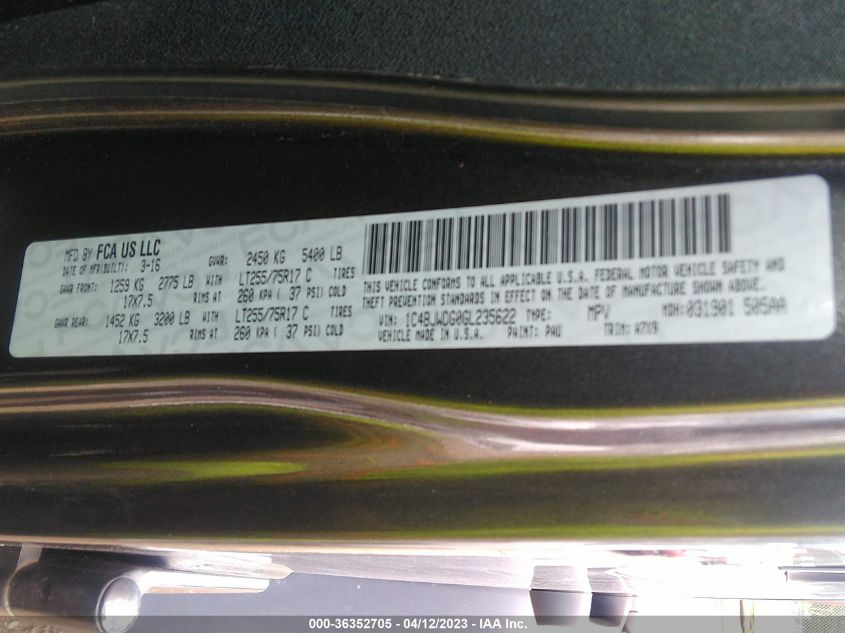 MFD BY FCA US LLC
DATE OF MFR(BUILT): 3-16 GVWR: 2450 KG 5400 LB
GAWR FRONT: 1259 KG 2775 LB WITH LT255/75R17 C TIRES
17X7.5 RIMS AT 260 KPA ( 37 PSI) COLD
GAWR REAR: 1452 KG 3200 LB WITH LT255/75R17 C TIRES
17X7.5 RIMS AT 260 KPA ( 37 PSI) COLD
THIS VEHICLE CONFORMS TO ALL APPLICABLE U.S.A. FEDERAL MOTOR VEHICLE SAFETY AND
THEFT PREVENTION STANDARDS IN EFFECT ON THE DATE OF MANUFACTURE SHOWN ABOVE.
VIN: 1C4BJWDG0GL235622 TYPE: MPV MDH: 031901 505AA
VEHICLE MADE IN U.S.A. PAINT: PAU TRIM: A7X9
000-36352705 - 04/12/2023 - IAA Inc.